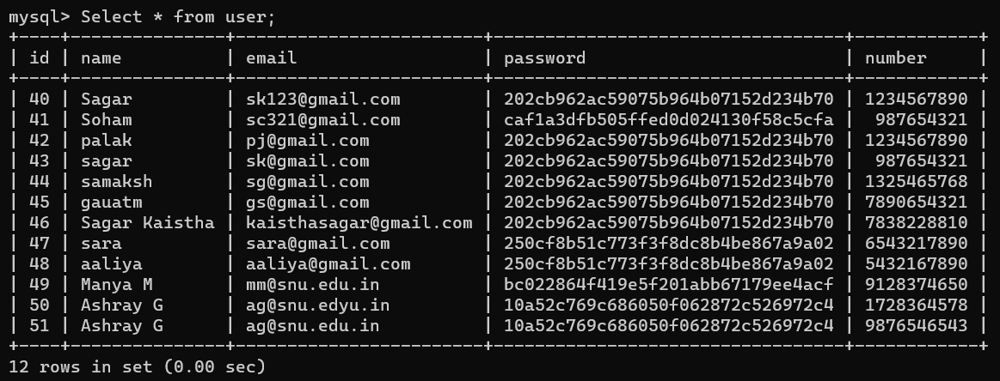 mysql> Select * from user;
+----+---------------+------------------------+----------------------------------+------------+
| id | name          | email                  | password                         | number     |
+----+---------------+------------------------+----------------------------------+------------+
| 40 | Sagar         | sk123@gmail.com        | 202cb962ac59075b964b07152d234b70 | 1234567890 |
| 41 | Soham         | sc321@gmail.com        | caf1a3dfb505ffed0d024130f58c5cfa |  987654321 |
| 42 | palak         | pj@gmail.com           | 202cb962ac59075b964b07152d234b70 | 1234567890 |
| 43 | sagar         | sk@gmail.com           | 202cb962ac59075b964b07152d234b70 |  987654321 |
| 44 | samaksh       | sg@gmail.com           | 202cb962ac59075b964b07152d234b70 | 1325465768 |
| 45 | gauatm        | gs@gmail.com           | 202cb962ac59075b964b07152d234b70 | 7890654321 |
| 46 | Sagar Kaistha | kaisthasagar@gmail.com | 202cb962ac59075b964b07152d234b70 | 7838228810 |
| 47 | sara          | sara@gmail.com         | 250cf8b51c773f3f8dc8b4be867a9a02 | 6543217890 |
| 48 | aaliya        | aaliya@gmail.com       | 250cf8b51c773f3f8dc8b4be867a9a02 | 5432167890 |
| 49 | Manya M       | mm@snu.edu.in          | bc022864f419e5f201abb67179ee4acf | 9128374650 |
| 50 | Ashray G      | ag@snu.edyu.in         | 10a52c769c686050f062872c526972c4 | 1728364578 |
| 51 | Ashray G      | ag@snu.edu.in          | 10a52c769c686050f062872c526972c4 | 9876546543 |
+----+---------------+------------------------+----------------------------------+------------+
12 rows in set (0.00 sec)